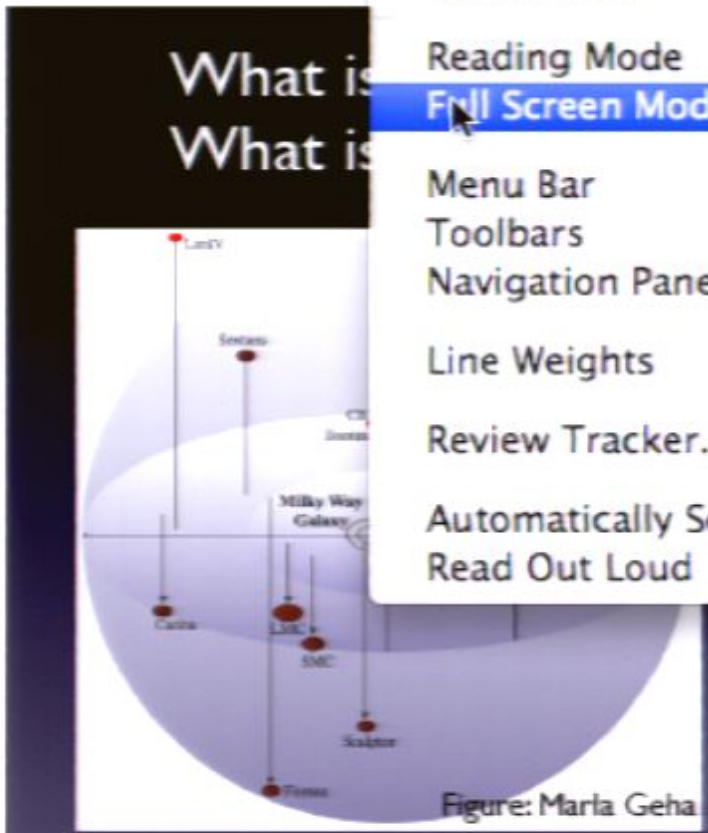 What is
What is
Reading Mode
Full Screen Mod
Menu Bar
Toolbars
Navigation Pane
Line Weights
Review Tracker.
Automatically S
Read Out Loud
Sextans
Milky Way
Galaxy
Carina
LMC
SMC
Sculptor
Fornax
Figure: Marla Geha